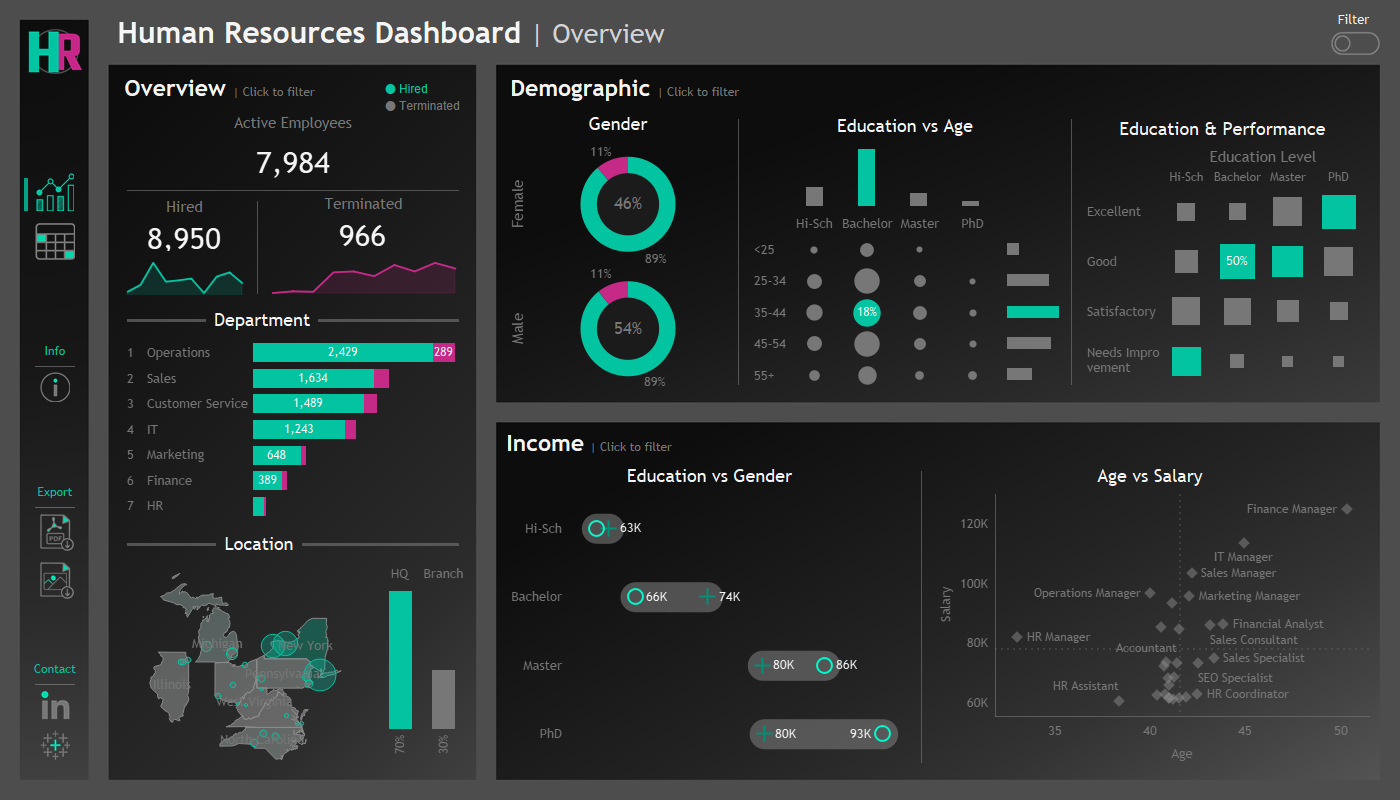 HR
Human Resources Dashboard | Overview
Filter
Info
Export
PDF
Contact
in
Overview | Click to filter
Hired
Terminated
Active Employees
7,984
Hired
8,950
Terminated
966
Department
1 Operations 2,429 289
2 Sales 1,634
3 Customer Service 1,489
4 IT 1,243
5 Marketing 648
6 Finance 389
7 HR
Location
HQ Branch
Michigan
New York
Illinois
Pennsylvania
West Virginia
North Carolina
70% 30%
Demographic | Click to filter
Gender
Female
11%
46%
89%
Male
11%
54%
89%
Education vs Age
Hi-Sch Bachelor Master PhD
<25
25-34
35-44 18%
45-54
55+
Education & Performance
Education Level
Hi-Sch Bachelor Master PhD
Excellent
Good 50%
Satisfactory
Needs Impro
vement
Income | Click to filter
Education vs Gender
Hi-Sch 63K
Bachelor 66K 74K
Master 80K 86K
PhD 80K 93K
Age vs Salary
Salary
120K
100K
80K
60K
Finance Manager
IT Manager
Sales Manager
Operations Manager
Marketing Manager
Financial Analyst
HR Manager
Sales Consultant
Accountant
Sales Specialist
SEO Specialist
HR Assistant
HR Coordinator
35 40 45 50
Age